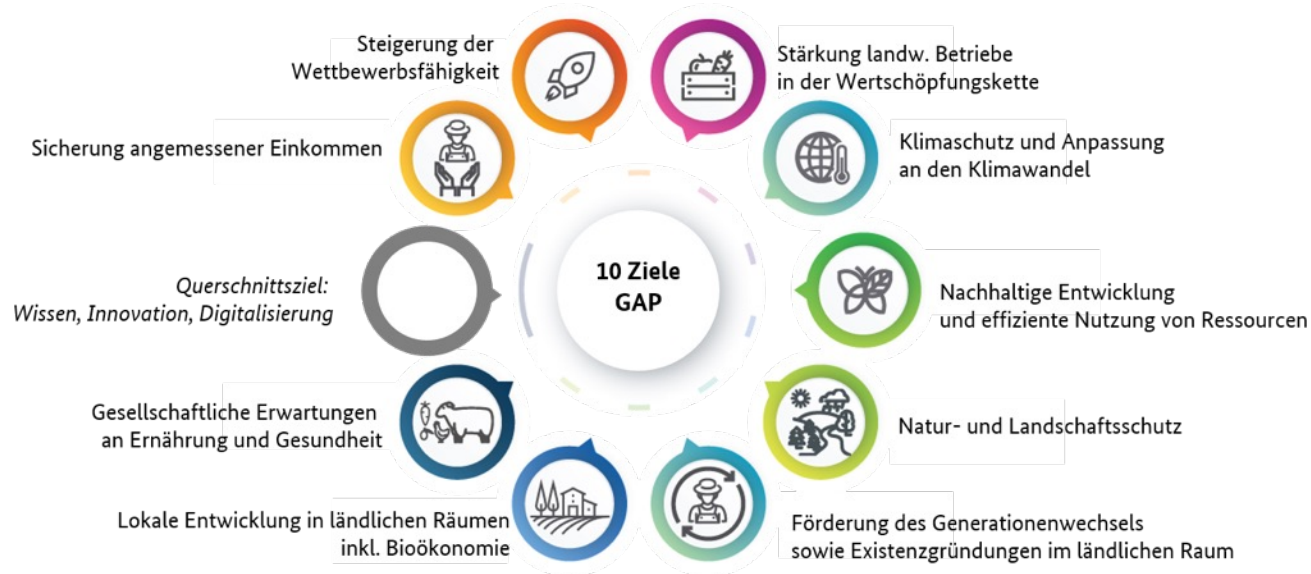 Steigerung der
Wettbewerbsfähigkeit
Stärkung landw. Betriebe
in der Wertschöpfungskette
Sicherung angemessener Einkommen
Klimaschutz und Anpassung
an den Klimawandel
Querschnittsziel:
Wissen, Innovation, Digitalisierung
10 Ziele
GAP
Nachhaltige Entwicklung
und effiziente Nutzung von Ressourcen
Gesellschaftliche Erwartungen
an Ernährung und Gesundheit
Natur- und Landschaftsschutz
Lokale Entwicklung in ländlichen Räumen
inkl. Bioökonomie
Förderung des Generationenwechsels
sowie Existenzgründungen im ländlichen Raum